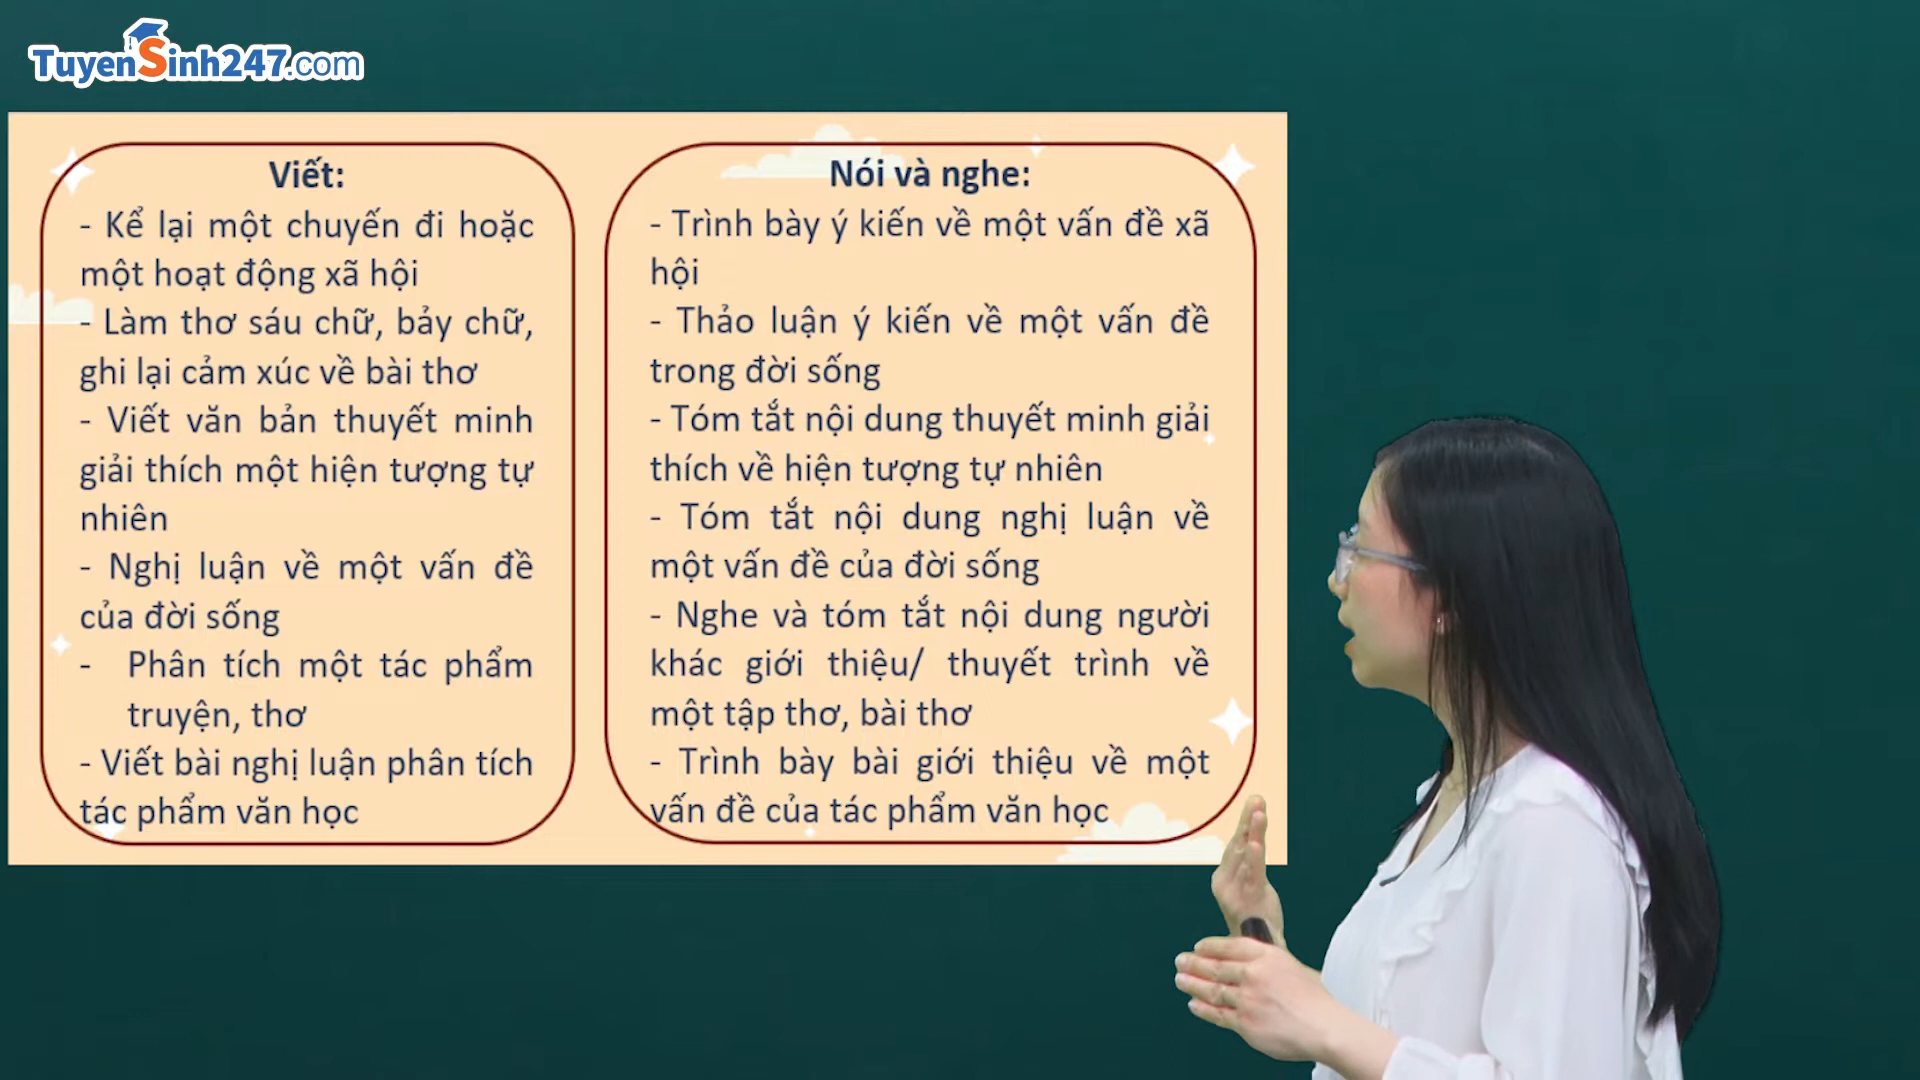 TuyenSinh247.com
Viết:
- Kể lại một chuyến đi hoặc
một hoạt động xã hội
- Làm thơ sáu chữ, bảy chữ,
ghi lại cảm xúc về bài thơ
- Viết văn bản thuyết minh
giải thích một hiện tượng tự
nhiên
- Nghị luận về một vấn đề
của đời sống
- Phân tích một tác phẩm
truyện, thơ
- Viết bài nghị luận phân tích
tác phẩm văn học
Nói và nghe:
- Trình bày ý kiến về một vấn đề xã
hội
- Thảo luận ý kiến về một vấn đề
trong đời sống
- Tóm tắt nội dung thuyết minh giải
thích về hiện tượng tự nhiên
- Tóm tắt nội dung nghị luận về
một vấn đề của đời sống
- Nghe và tóm tắt nội dung người
khác giới thiệu/ thuyết trình về
một tập thơ, bài thơ
- Trình bày bài giới thiệu về một
vấn đề của tác phẩm văn học